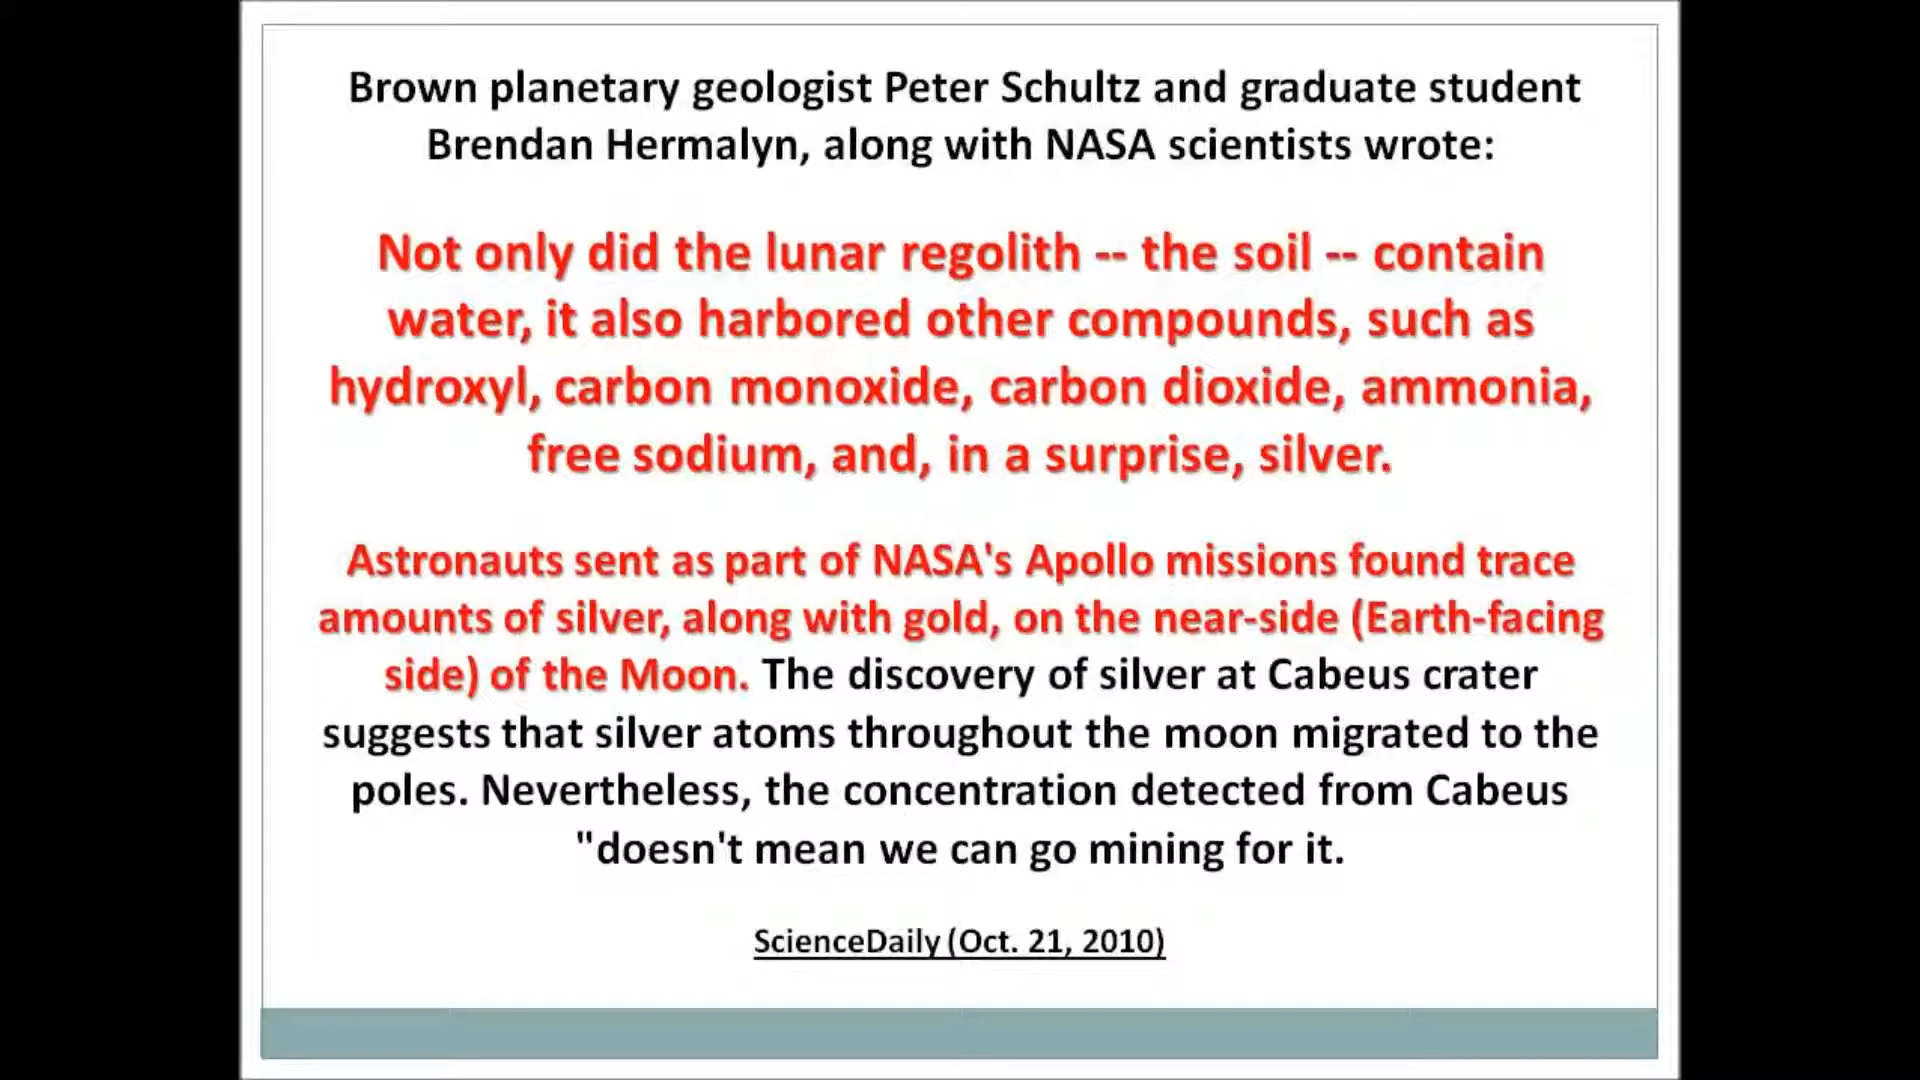 Brown planetary geologist Peter Schultz and graduate student
Brendan Hermalyn, along with NASA scientists wrote:
Not only did the lunar regolith -- the soil -- contain
water, it also harbored other compounds, such as
hydroxyl, carbon monoxide, carbon dioxide, ammonia,
free sodium, and, in a surprise, silver.
Astronauts sent as part of NASA's Apollo missions found trace
amounts of silver, along with gold, on the near-side (Earth-facing
side) of the Moon. The discovery of silver at Cabeus crater
suggests that silver atoms throughout the moon migrated to the
poles. Nevertheless, the concentration detected from Cabeus
"doesn't mean we can go mining for it.
ScienceDaily (Oct. 21, 2010)